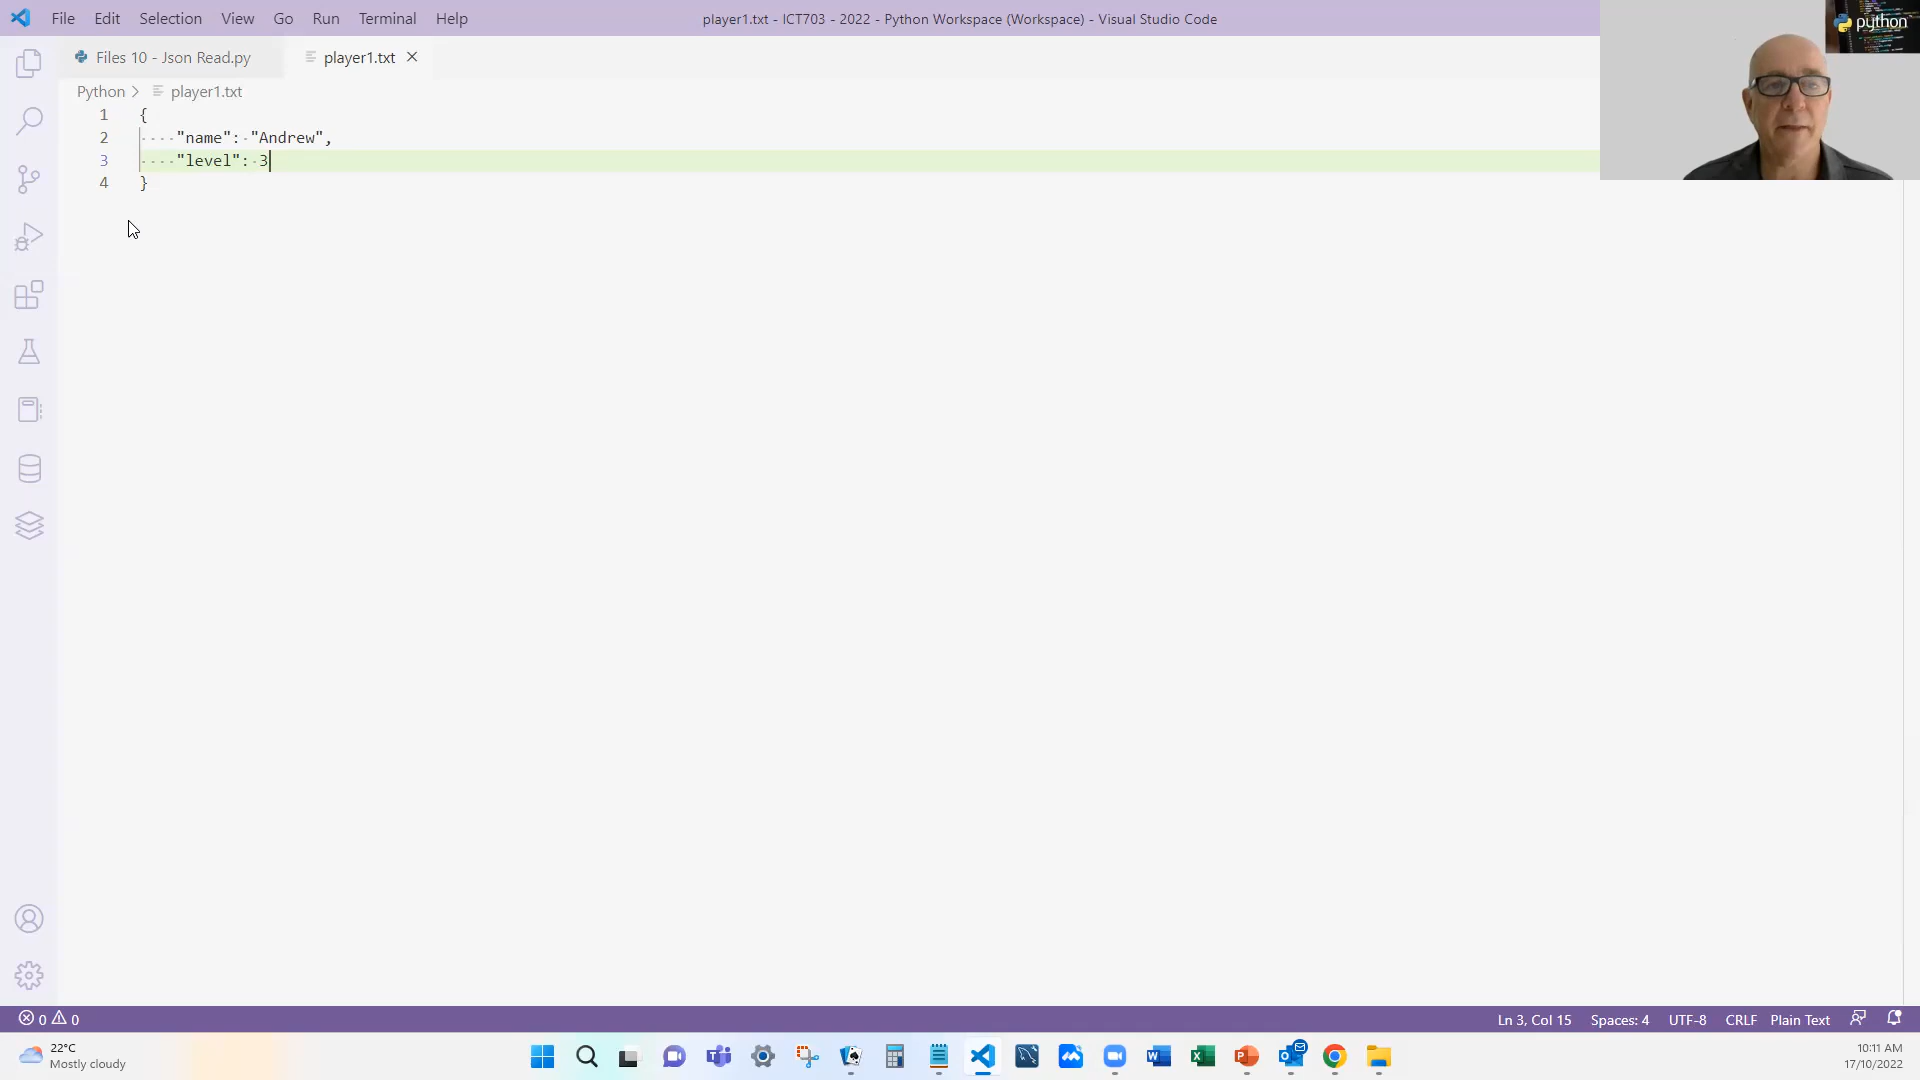 File Edit Selection View Go Run Terminal Help
player1.txt - ICT703 - 2022 - Python Workspace (Workspace) - Visual Studio Code
python
Files 10 - Json Read.py
player1.txt
Python > player1.txt
1 {
2 "name": "Andrew",
3 "level": 3
4 }
0 0
Ln 3, Col 15 Spaces: 4 UTF-8 CRLF Plain Text
22°C
Mostly cloudy
10:11 AM
17/10/2022